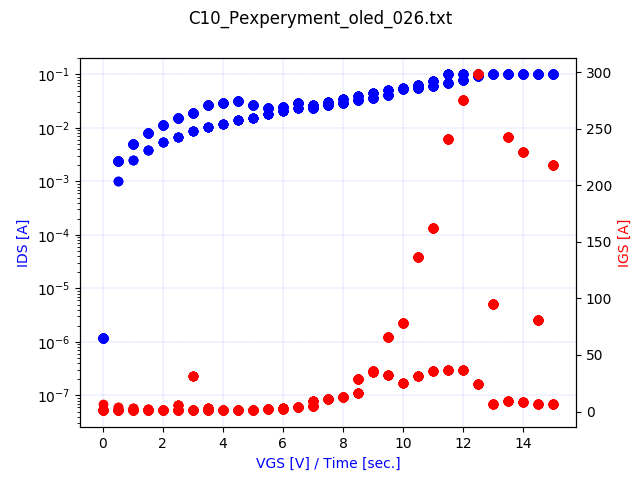 C10_Pexperyment_oled_026.txt
IDS [A]
10⁻¹
10⁻²
10⁻³
10⁻⁴
10⁻⁵
10⁻⁶
10⁻⁷
300
250
200
150
100
50
0
IGS [A]
0 2 4 6 8 10 12 14
VGS [V] / Time [sec.]